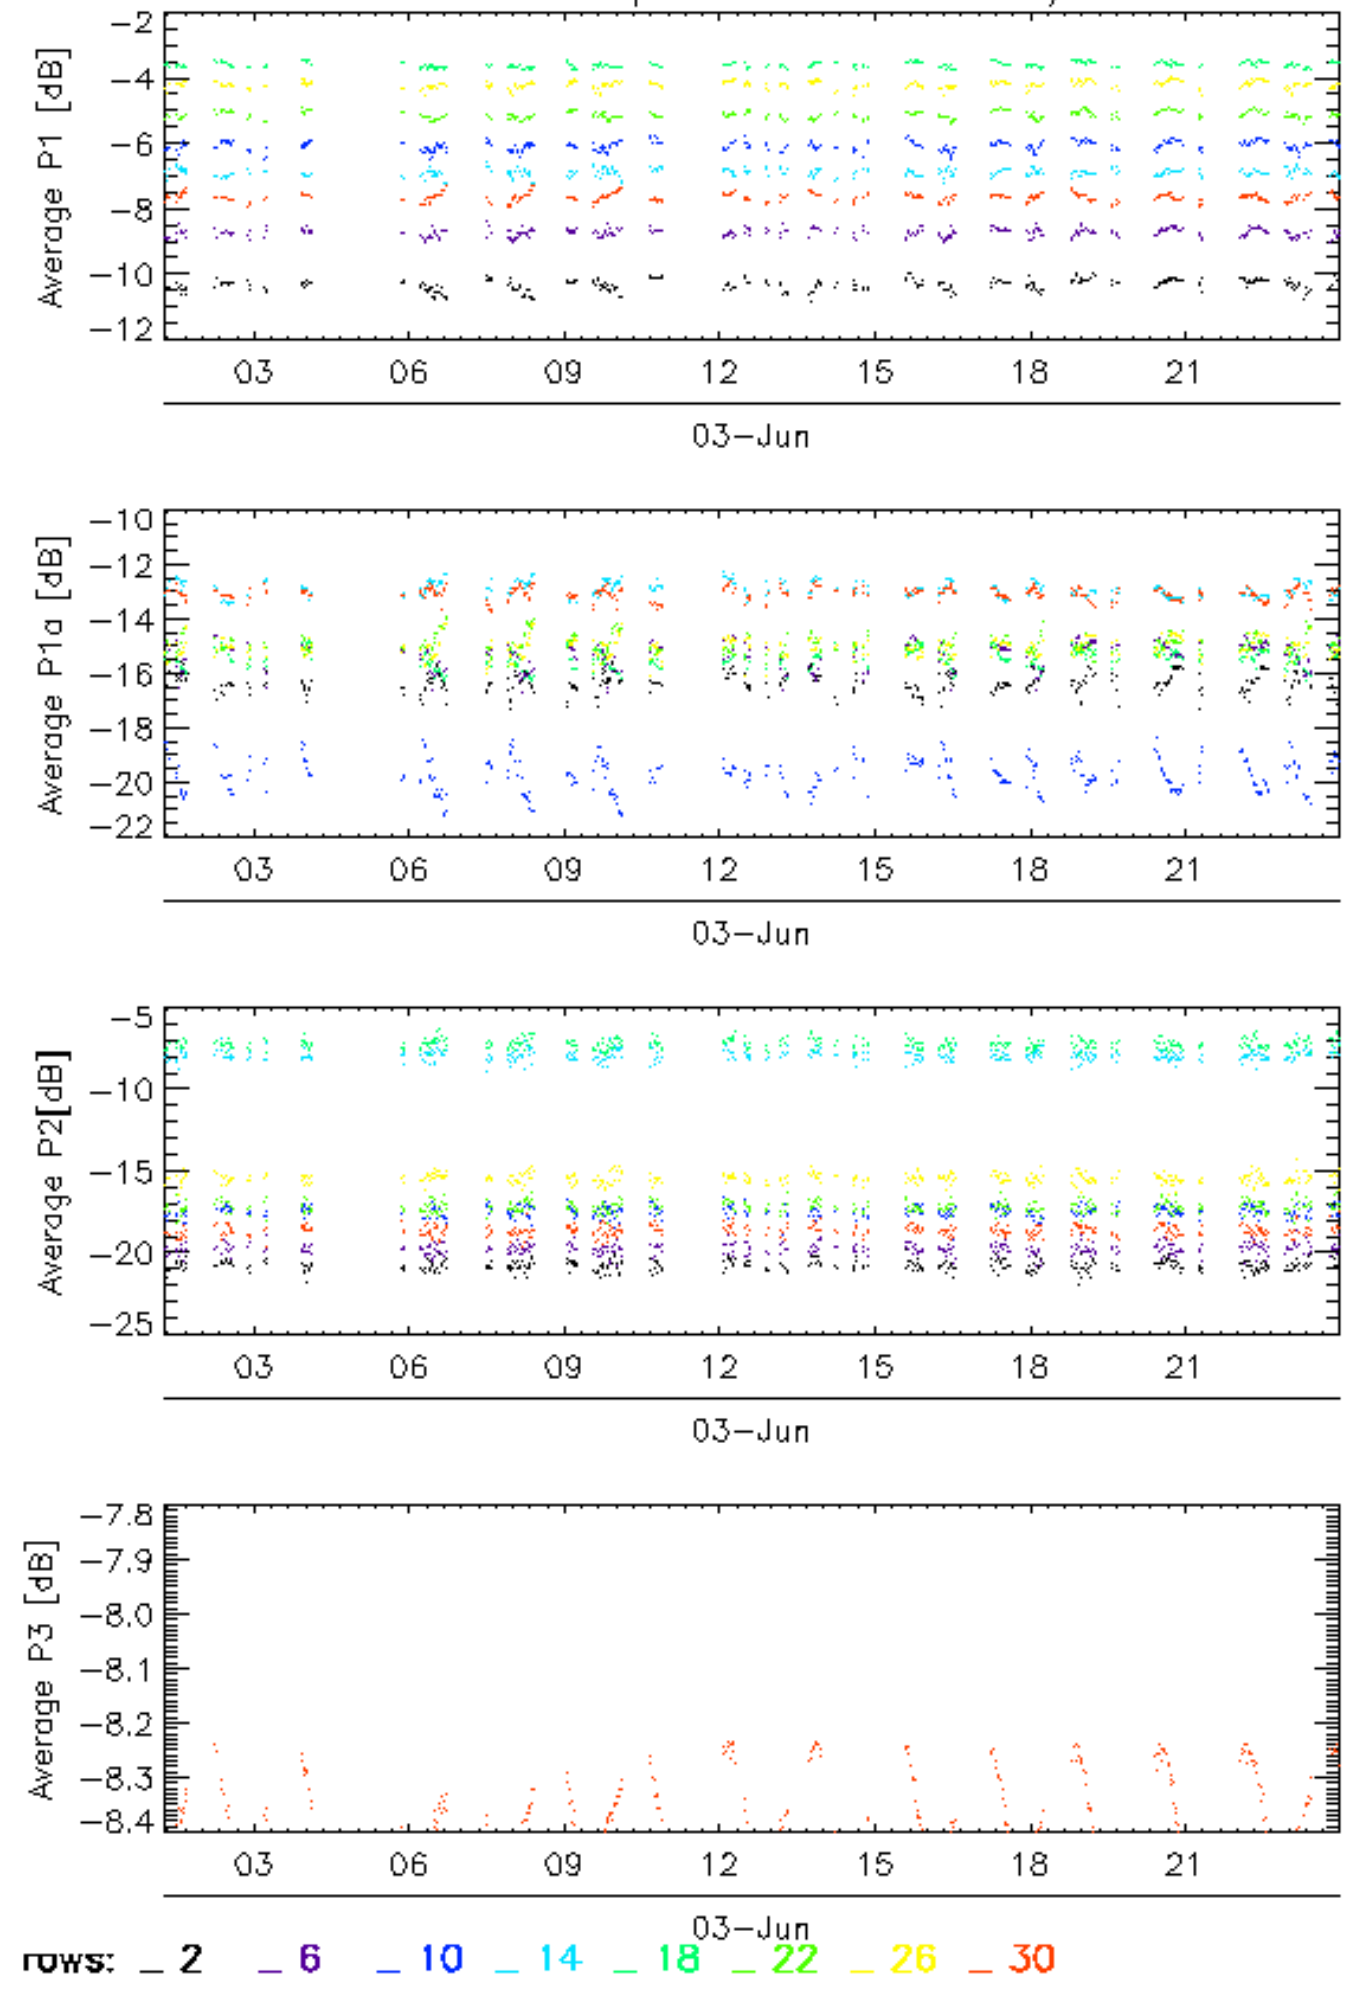 Average P1 [dB]
-2
-4
-6
-8
-10
-12
03 06 09 12 15 18 21
03-Jun
Average P1a [dB]
-10
-12
-14
-16
-18
-20
-22
03 06 09 12 15 18 21
03-Jun
Average P2[dB]
-5
-10
-15
-20
-25
03 06 09 12 15 18 21
03-Jun
Average P3 [dB]
-7.8
-7.9
-8.0
-8.1
-8.2
-8.3
-8.4
03 06 09 12 15 18 21
03-Jun
rows: _ 2 _ 6 _ 10 _ 14 _ 18 _ 22 _ 26 _ 30